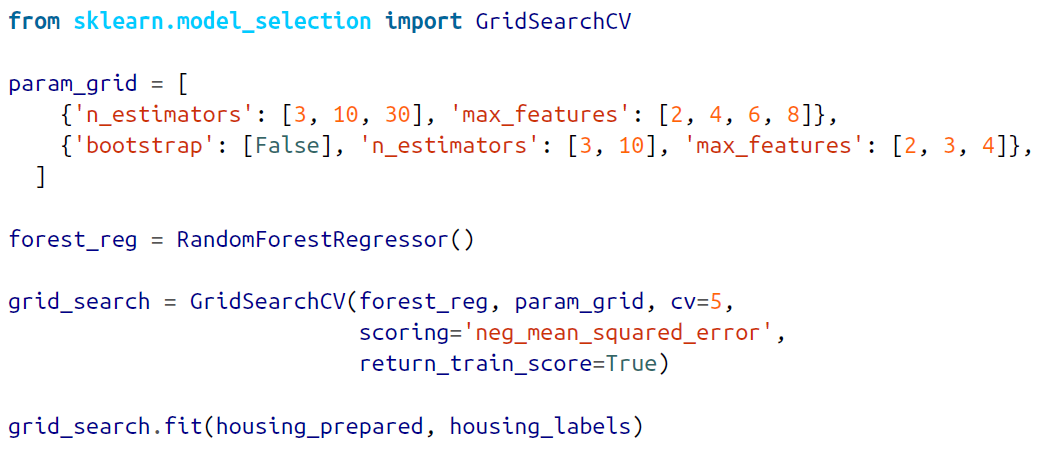 from sklearn.model_selection import GridSearchCV
param_grid = [
{'n_estimators': [3, 10, 30], 'max_features': [2, 4, 6, 8]},
{'bootstrap': [False], 'n_estimators': [3, 10], 'max_features': [2, 3, 4]},
]
forest_reg = RandomForestRegressor()
grid_search = GridSearchCV(forest_reg, param_grid, cv=5,
scoring='neg_mean_squared_error',
return_train_score=True)
grid_search.fit(housing_prepared, housing_labels)